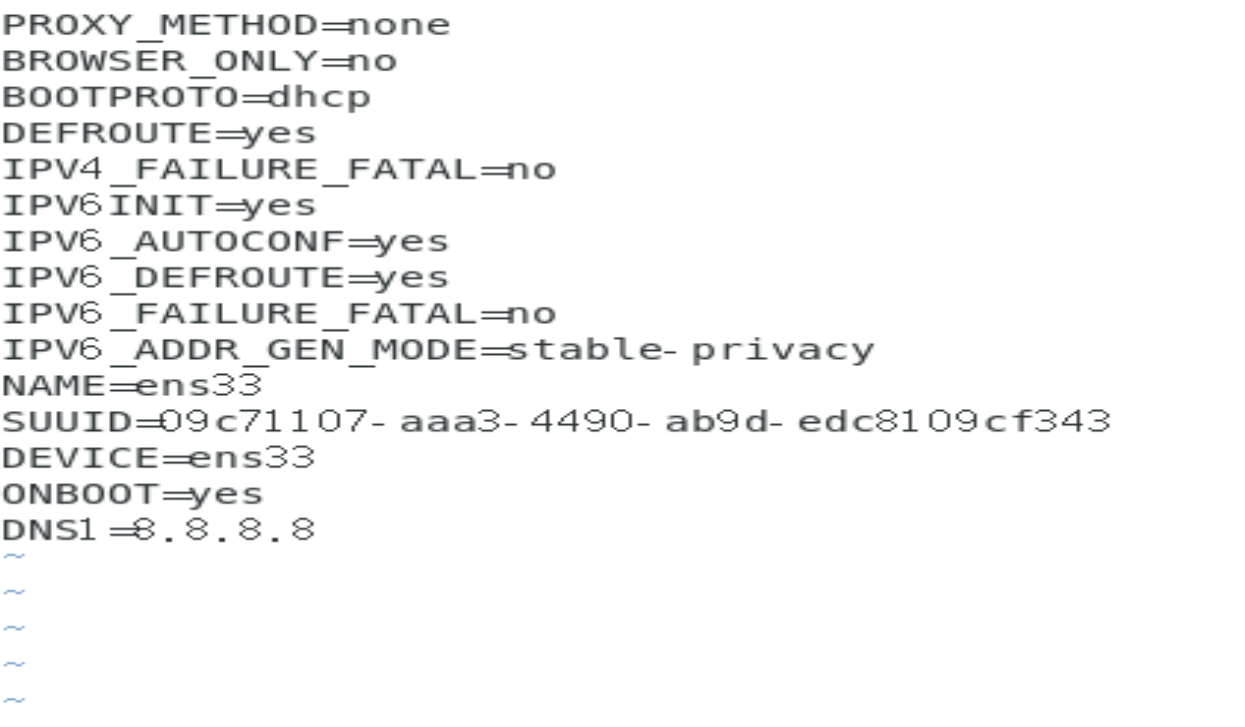 PROXY_METHOD=none
BROWSER_ONLY=no
BOOTPROTO=dhcp
DEFROUTE=yes
IPV4_FAILURE_FATAL=no
IPV6INIT=yes
IPV6_AUTOCONF=yes
IPV6_DEFROUTE=yes
IPV6_FAILURE_FATAL=no
IPV6_ADDR_GEN_MODE=stable-privacy
NAME=ens33
SUUID=09c71107-aaa3-4490-ab9d-edc8109cf343
DEVICE=ens33
ONBOOT=yes
DNS1=8.8.8.8
~
~
~
~
~